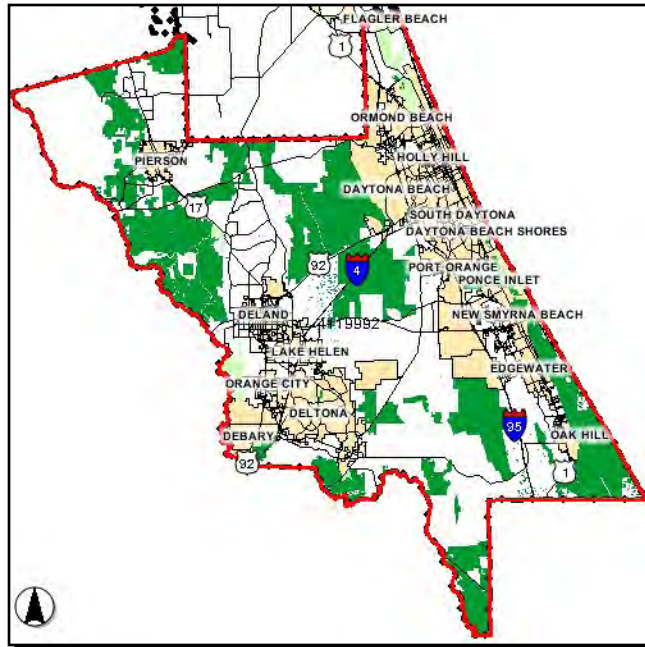 FLAGLER BEACH
1
ORMOND BEACH
HOLLY HILL
PIERSON
DAYTONA BEACH
17
SOUTH DAYTONA
DAYTONA BEACH SHORES
92
4
PORT ORANGE
PONCE INLET
DELAND
NEW SMYRNA BEACH
LAKE HELEN
EDGEWATER
ORANGE CITY
DELTONA
95
DEBARY
OAK HILL
92
1